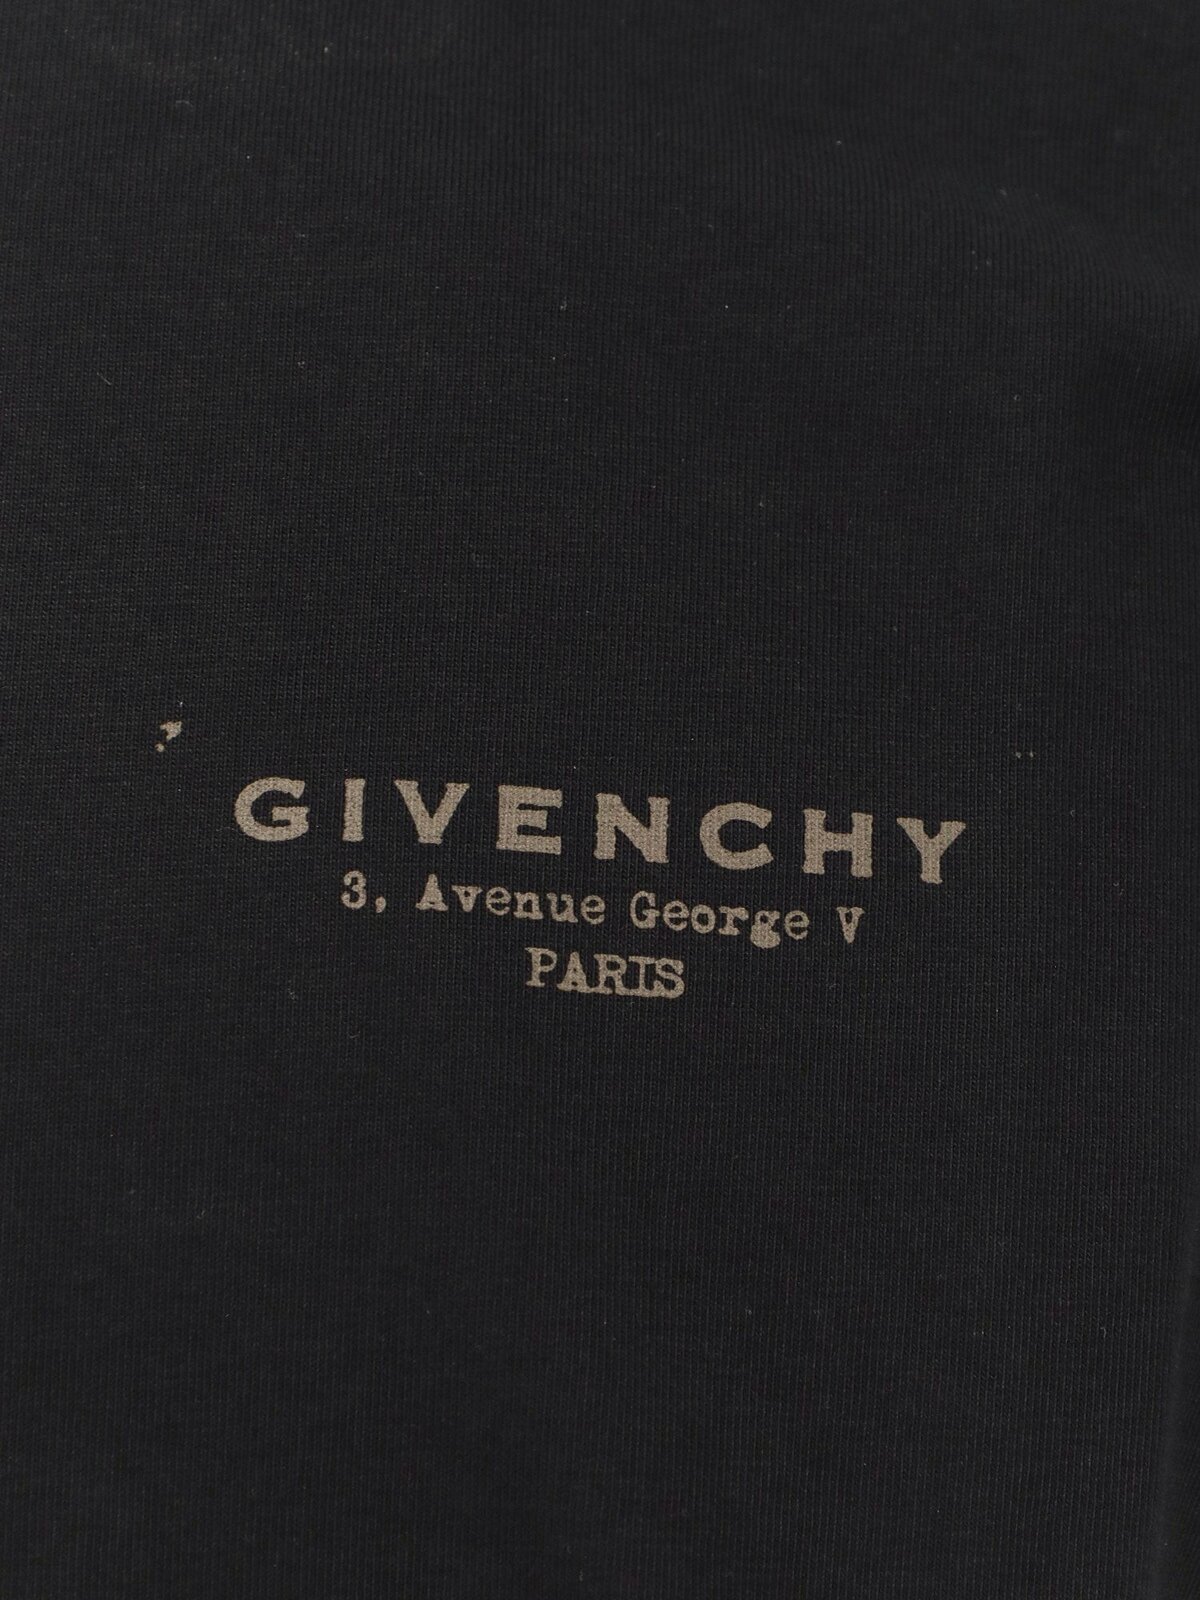 GIVENCHY
3, Avenue George V
PARIS